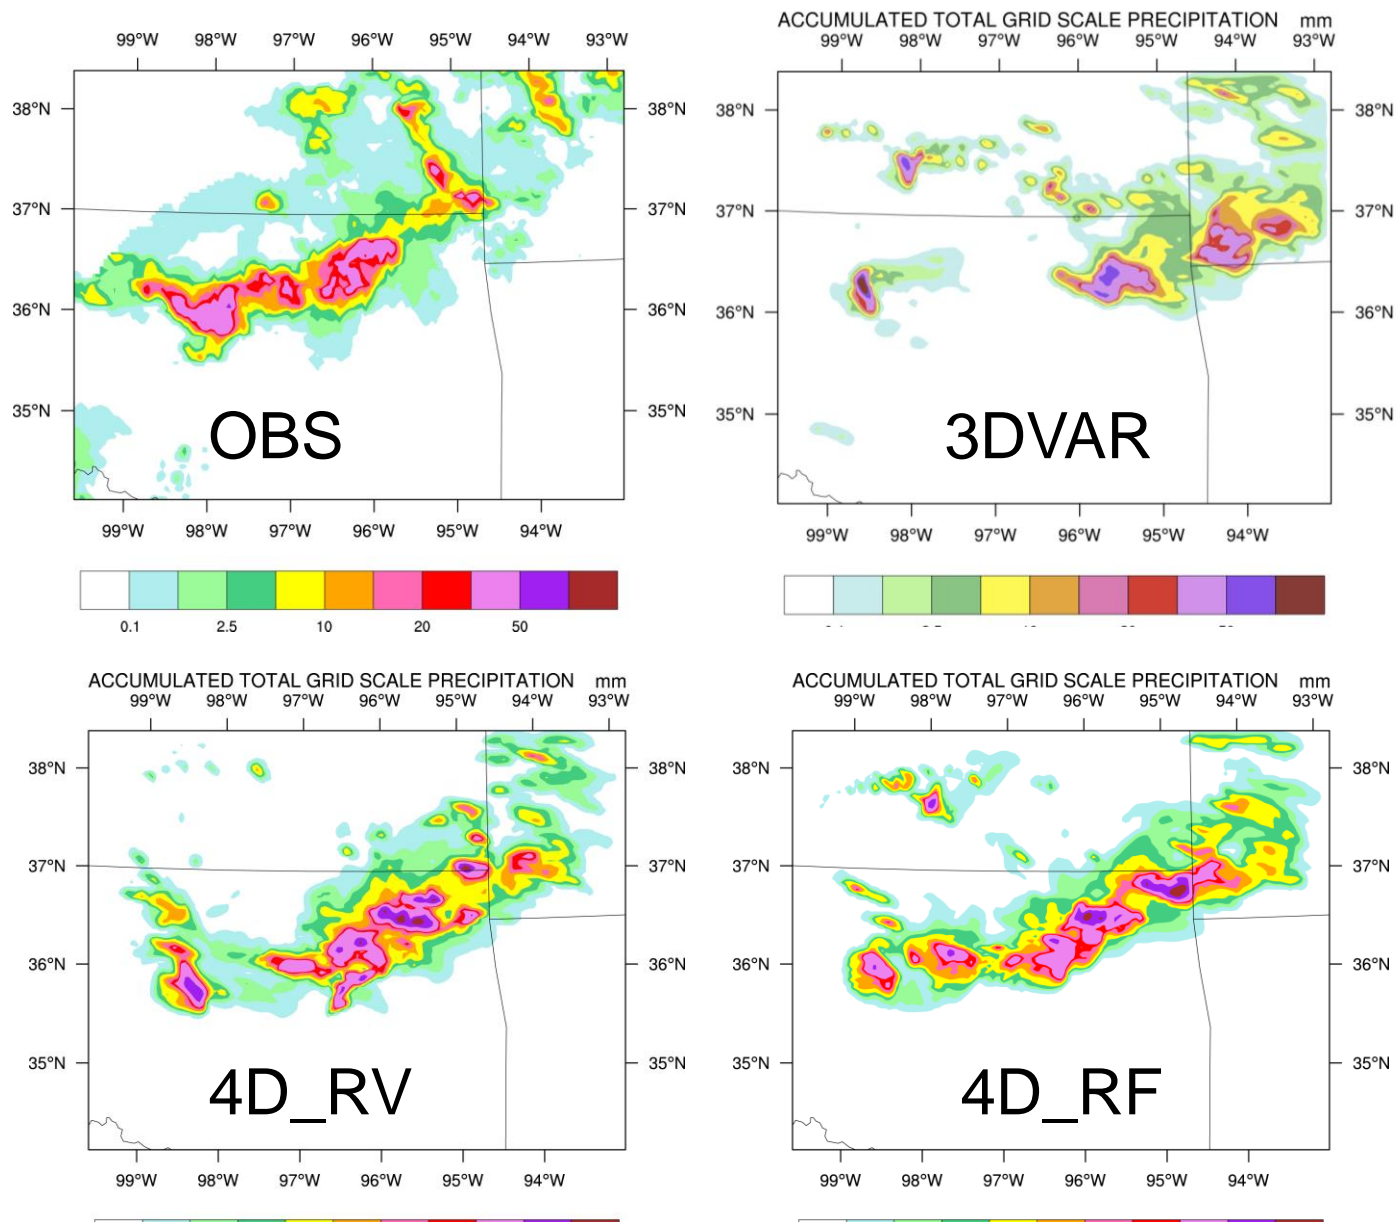 ACCUMULATED TOTAL GRID SCALE PRECIPITATION mm
99°W 98°W 97°W 96°W 95°W 94°W 93°W
99°W 98°W 97°W 96°W 95°W 94°W 93°W
38°N 38°N 38°N
37°N 37°N 37°N
36°N 36°N 36°N
35°N 35°N 35°N
OBS 3DVAR
99°W 98°W 97°W 96°W 95°W 94°W
99°W 98°W 97°W 96°W 95°W 94°W
0.1 2.5 10 20 50
ACCUMULATED TOTAL GRID SCALE PRECIPITATION mm
ACCUMULATED TOTAL GRID SCALE PRECIPITATION mm
99°W 98°W 97°W 96°W 95°W 94°W 93°W
99°W 98°W 97°W 96°W 95°W 94°W 93°W
38°N 38°N 38°N 38°N
37°N 37°N 37°N 37°N
36°N 36°N 36°N 36°N
35°N 35°N 35°N 35°N
4D_RV 4D_RF
99°W 98°W 97°W 96°W 95°W 94°W
99°W 98°W 97°W 96°W 95°W 94°W